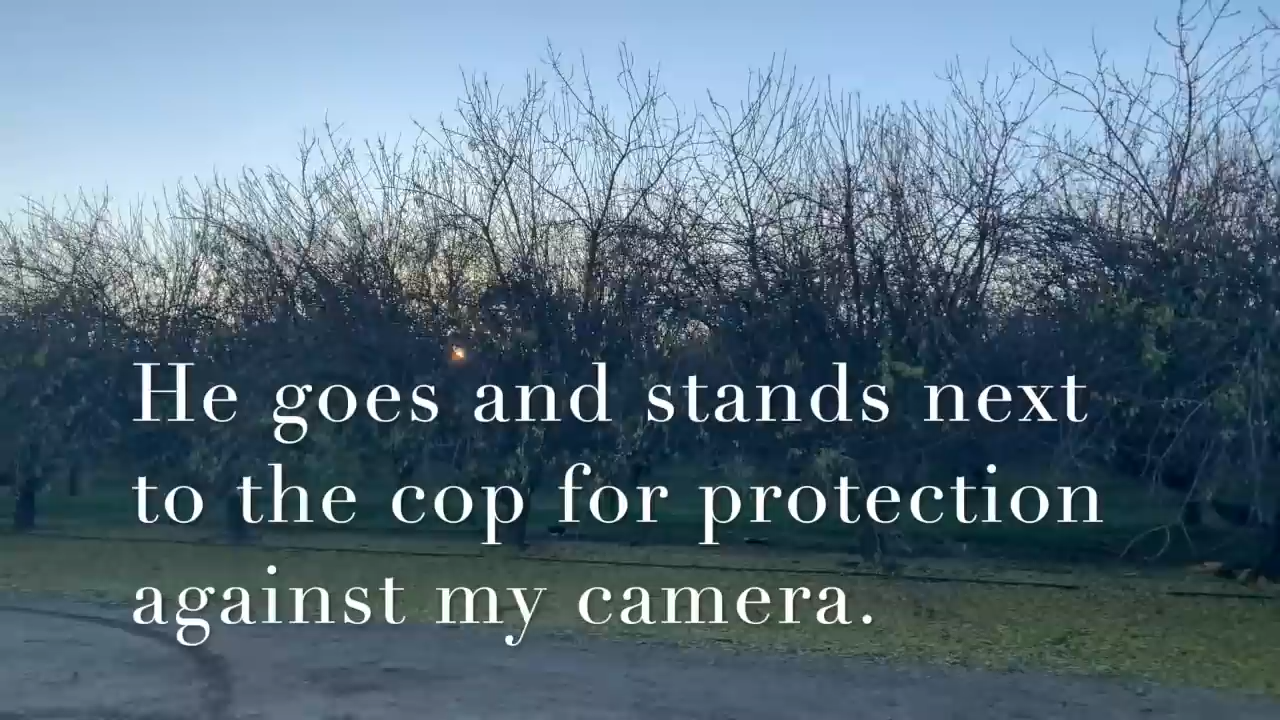 He goes and stands next
to the cop for protection
against my camera.